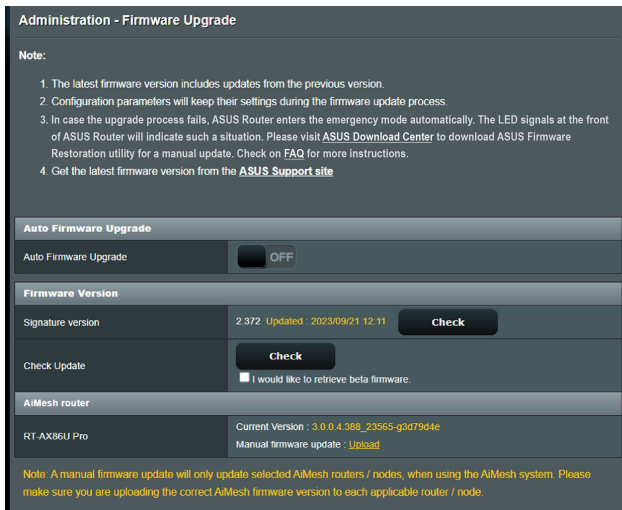 Administration - Firmware Upgrade
Note:
1. The latest firmware version includes updates from the previous version.
2. Configuration parameters will keep their settings during the firmware update process.
3. In case the upgrade process fails, ASUS Router enters the emergency mode automatically. The LED signals at the front
of ASUS Router will indicate such a situation. Please visit ASUS Download Center to download ASUS Firmware
Restoration utility for a manual update. Check on FAQ for more instructions.
4. Get the latest firmware version from the ASUS Support site
Auto Firmware Upgrade
Auto Firmware Upgrade OFF
Firmware Version
Signature version 2.372 Updated : 2023/09/21 12:11 Check
Check Update Check
I would like to retrieve beta firmware.
AiMesh router
RT-AX86U Pro Current Version : 3.0.0.4.388_23565-g3d79d4e
Manual firmware update : Upload
Note: A manual firmware update will only update selected AiMesh routers / nodes, when using the AiMesh system. Please
make sure you are uploading the correct AiMesh firmware version to each applicable router / node.